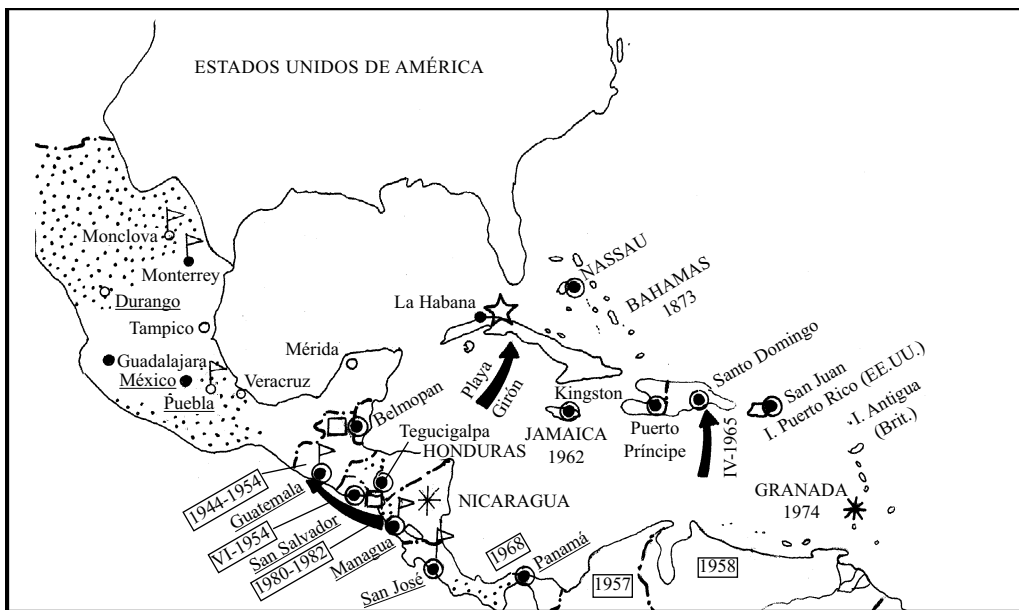 ESTADOS UNIDOS DE AMÉRICA
Monclova
Monterrey
Durango
Tampico
Guadalajara
México
Puebla
Veracruz
Mérida
La Habana
NASSAU
BAHAMAS
1873
Playa
Girón
Kingston
JAMAICA
1962
Puerto
Príncipe
Santo Domingo
IV-1965
San Juan
I. Puerto Rico (EE.UU.)
I. Antigua
(Brit.)
GRANADA
1974
Belmopan
Tegucigalpa
HONDURAS
NICARAGUA
1944-1954
Guatemala
VI-1954
San Salvador
1980-1982
Managua
San José
1968
Panamá
1957
1958